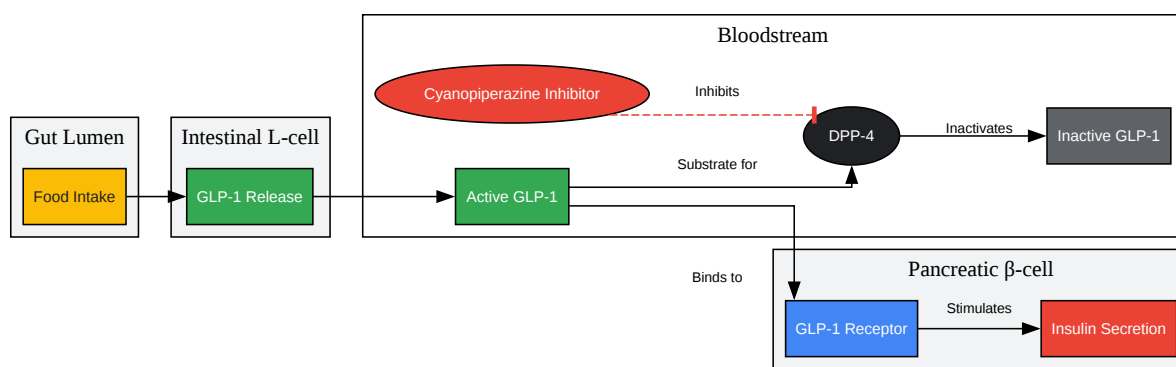 Bloodstream
Cyanopiperazine Inhibitor
Inhibits
Gut Lumen
Intestinal L-cell
DPP-4
Inactivates
Inactive GLP-1
Substrate for
Food Intake
GLP-1 Release
Active GLP-1
Binds to
Pancreatic β-cell
GLP-1 Receptor
Stimulates
Insulin Secretion